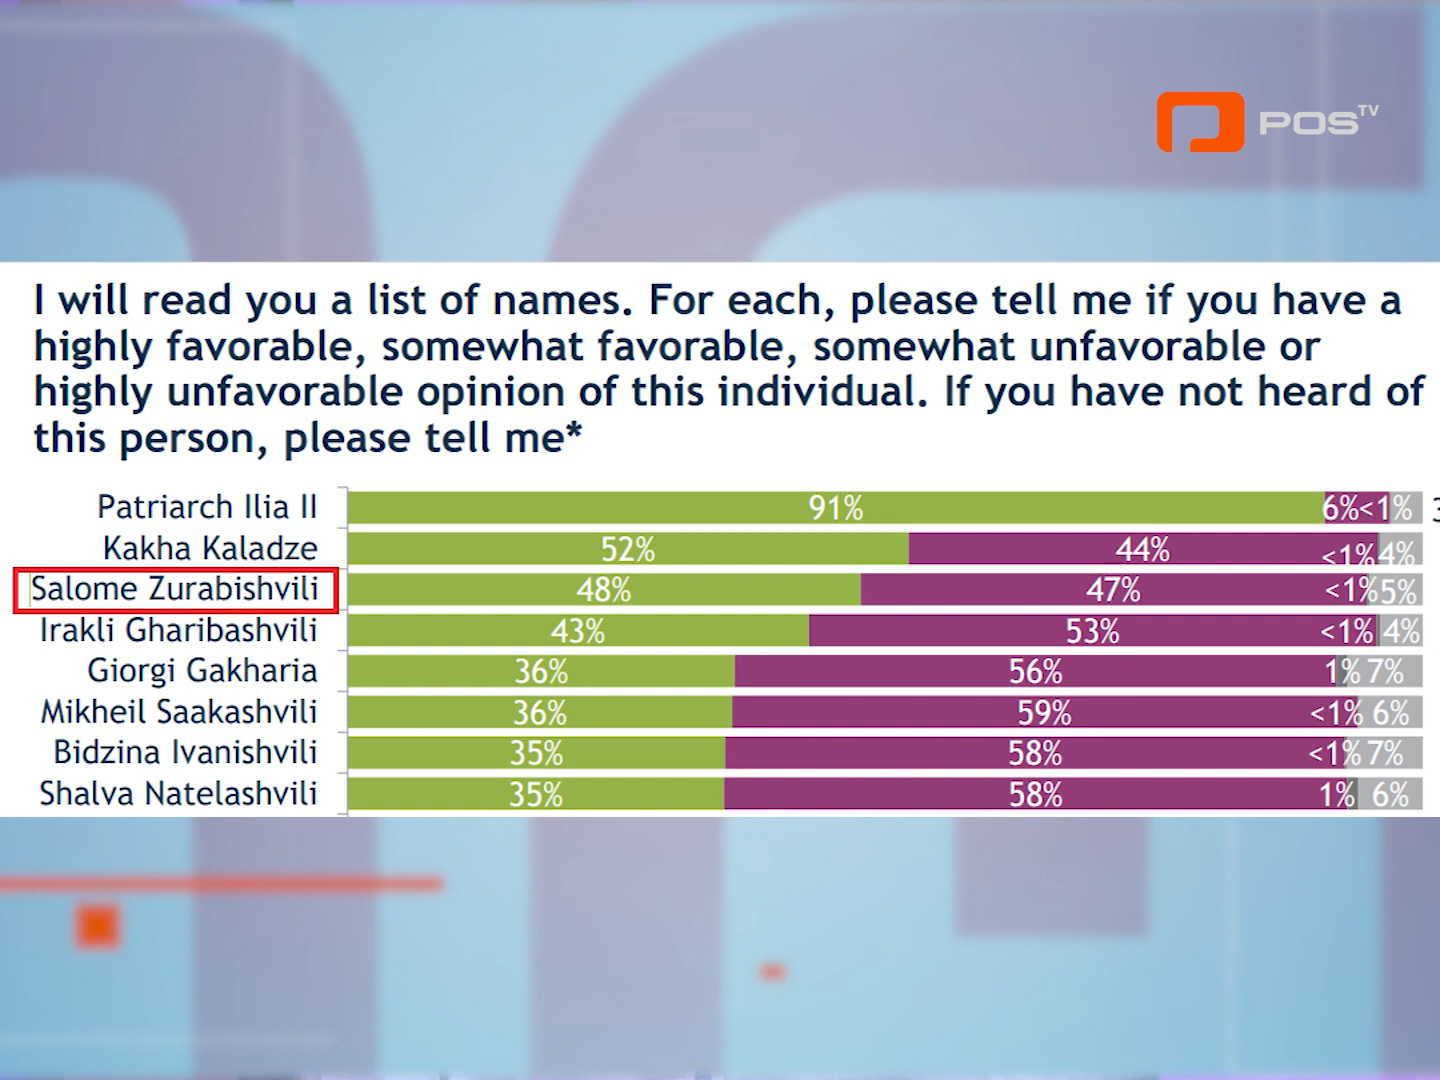 POS TV
I will read you a list of names. For each, please tell me if you have a
highly favorable, somewhat favorable, somewhat unfavorable or
highly unfavorable opinion of this individual. If you have not heard of
this person, please tell me*
Patriarch Ilia II 91% 6% <1% 3
Kakha Kaladze 52% 44% <1% 4%
Salome Zurabishvili 48% 47% <1% 5%
Irakli Gharibashvili 43% 53% <1% 4%
Giorgi Gakharia 36% 56% 1% 7%
Mikheil Saakashvili 36% 59% <1% 6%
Bidzina Ivanishvili 35% 58% <1% 7%
Shalva Natelashvili 35% 58% 1% 6%